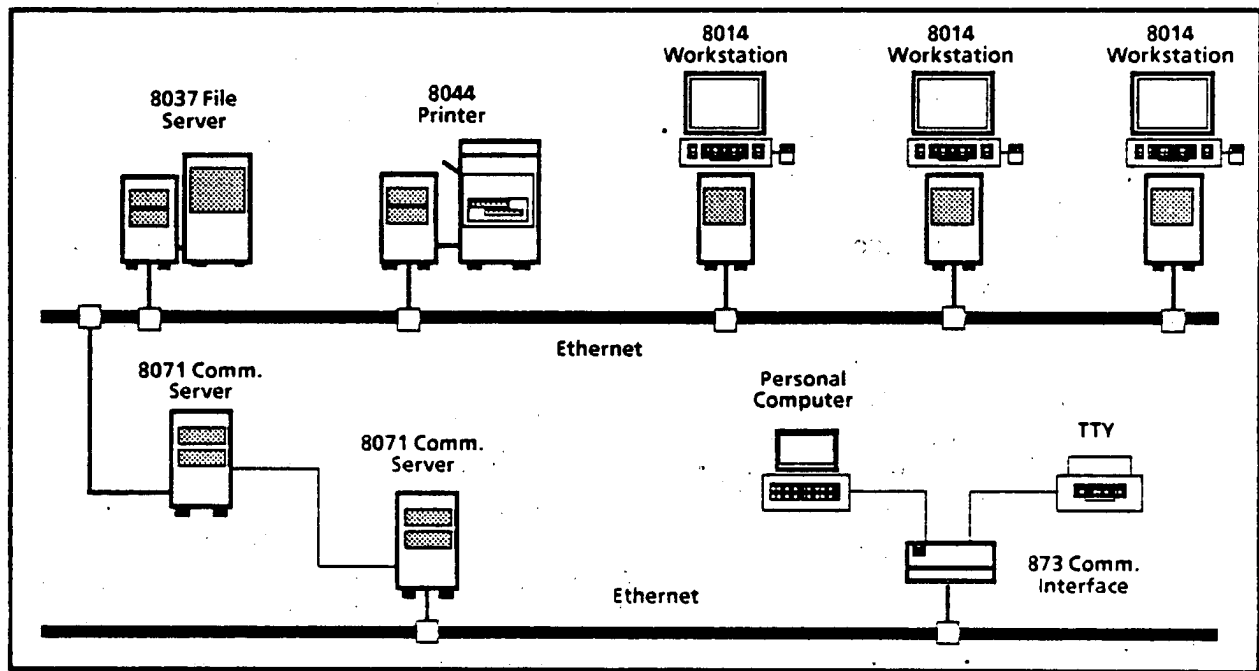 8014
Workstation
8014
Workstation
8014
Workstation
8037 File
Server
8044
Printer
Ethernet
8071 Comm.
Server
8071 Comm.
Server
Personal
Computer
TTY
873 Comm.
Interface
Ethernet